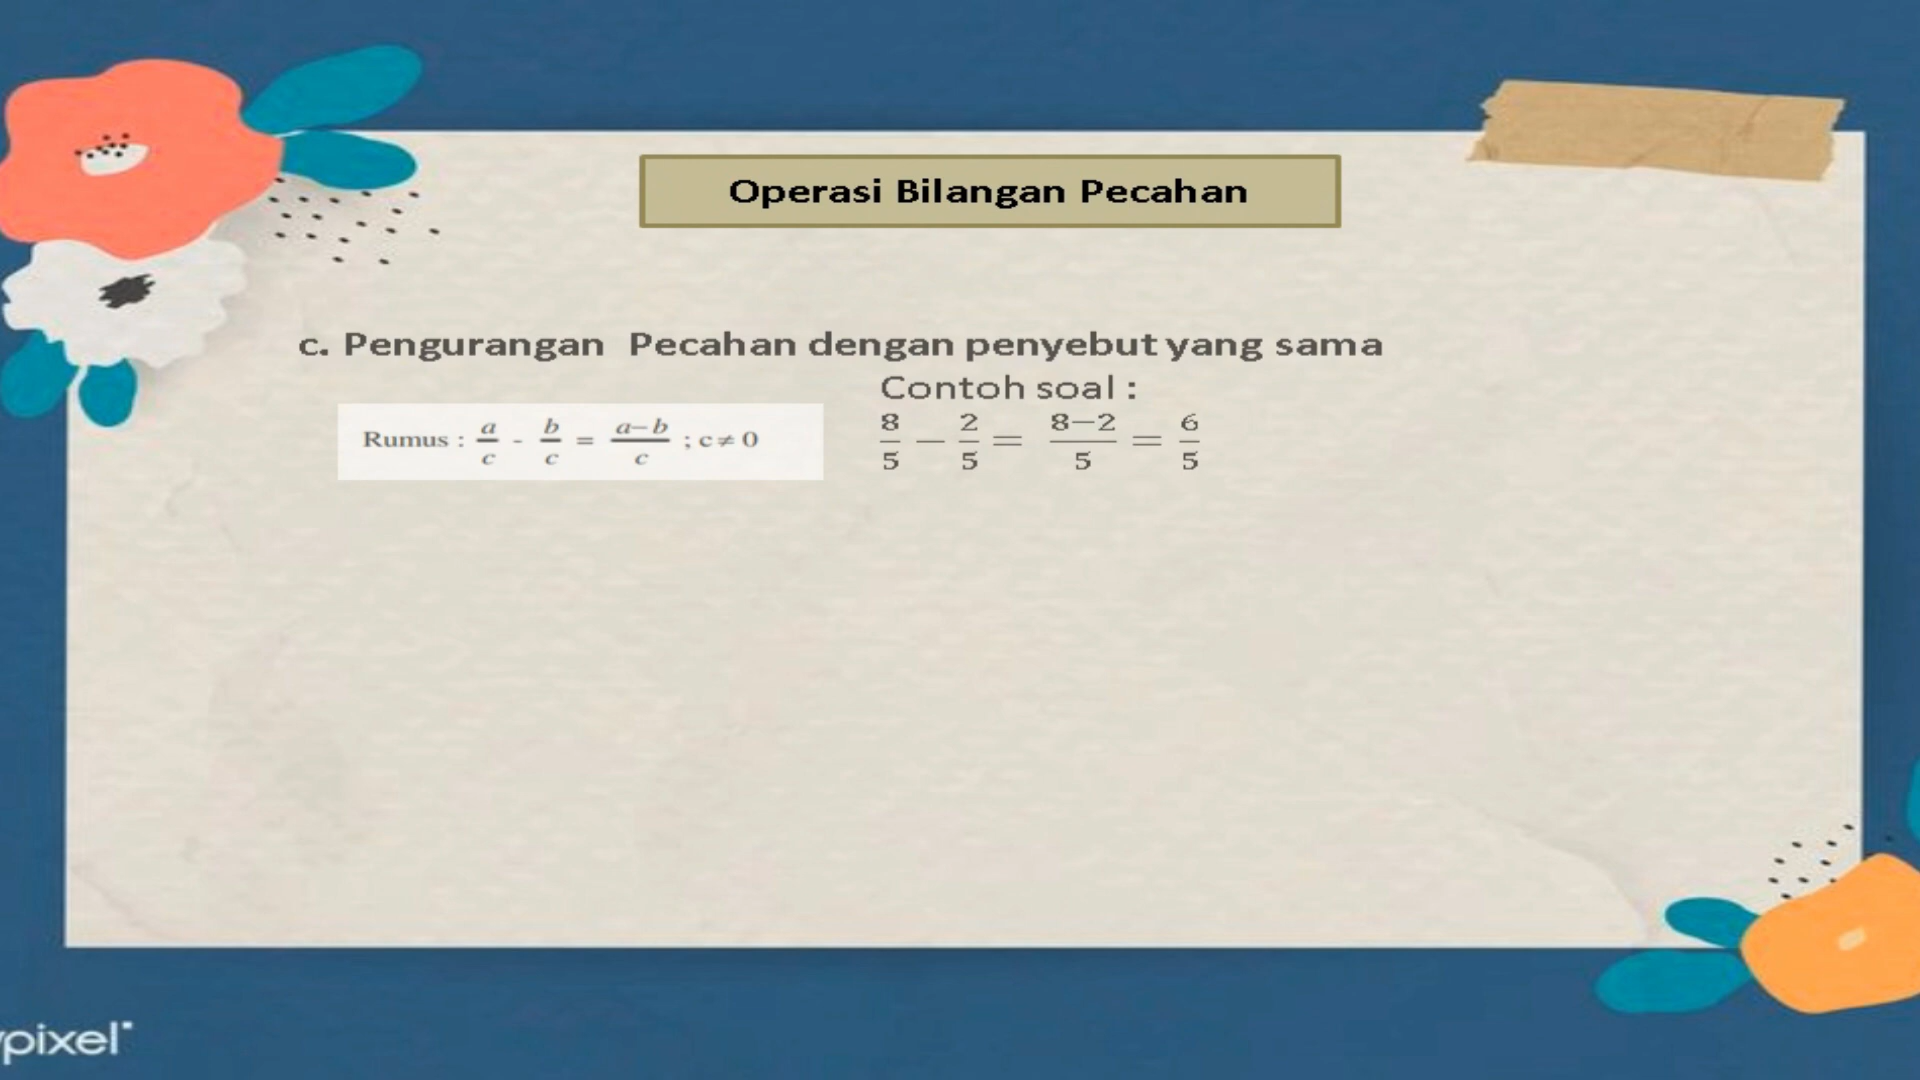 Operasi Bilangan Pecahan
c. Pengurangan Pecahan dengan penyebut yang sama
Contoh soal :
Rumus : a/c - b/c = a−b/c ; c ≠ 0
8/5 − 2/5 = 8−2/5 = 6/5
pixel